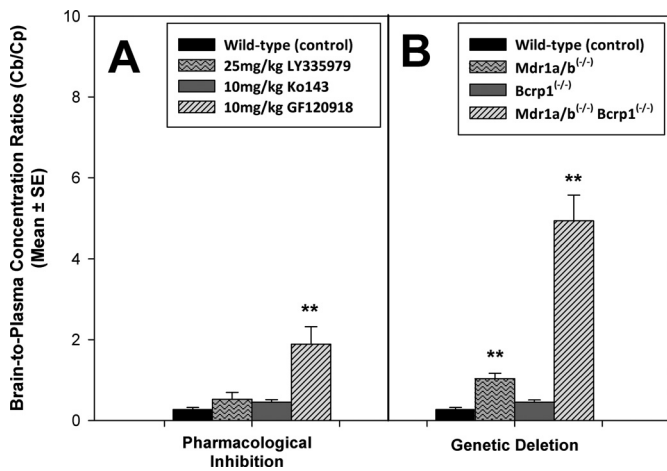 Brain-to-Plasma Concentration Ratios (Cb/Cp)
(Mean ± SE)
10
8
6
4
2
0
A
Wild-type (control)
25mg/kg LY335979
10mg/kg Ko143
10mg/kg GF120918
**
Pharmacological
Inhibition
B
Wild-type (control)
Mdr1a/b(-/-)
Bcrp1(-/-)
Mdr1a/b(-/-) Bcrp1(-/-)
**
**
Genetic Deletion